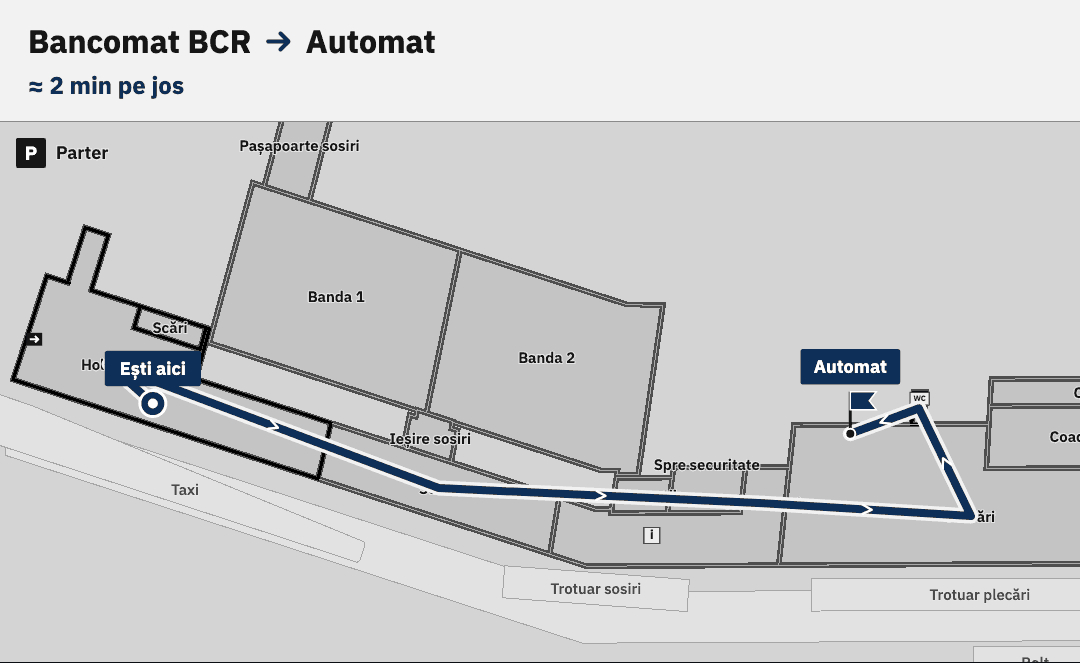 Bancomat BCR → Automat
≈ 2 min pe jos
P Parter
Pașapoarte sosiri
Banda 1
Banda 2
Scări
Ești aici
Automat
WC
Ieșire sosiri
Spre securitate
i
Taxi
Trotuar sosiri
Trotuar plecări